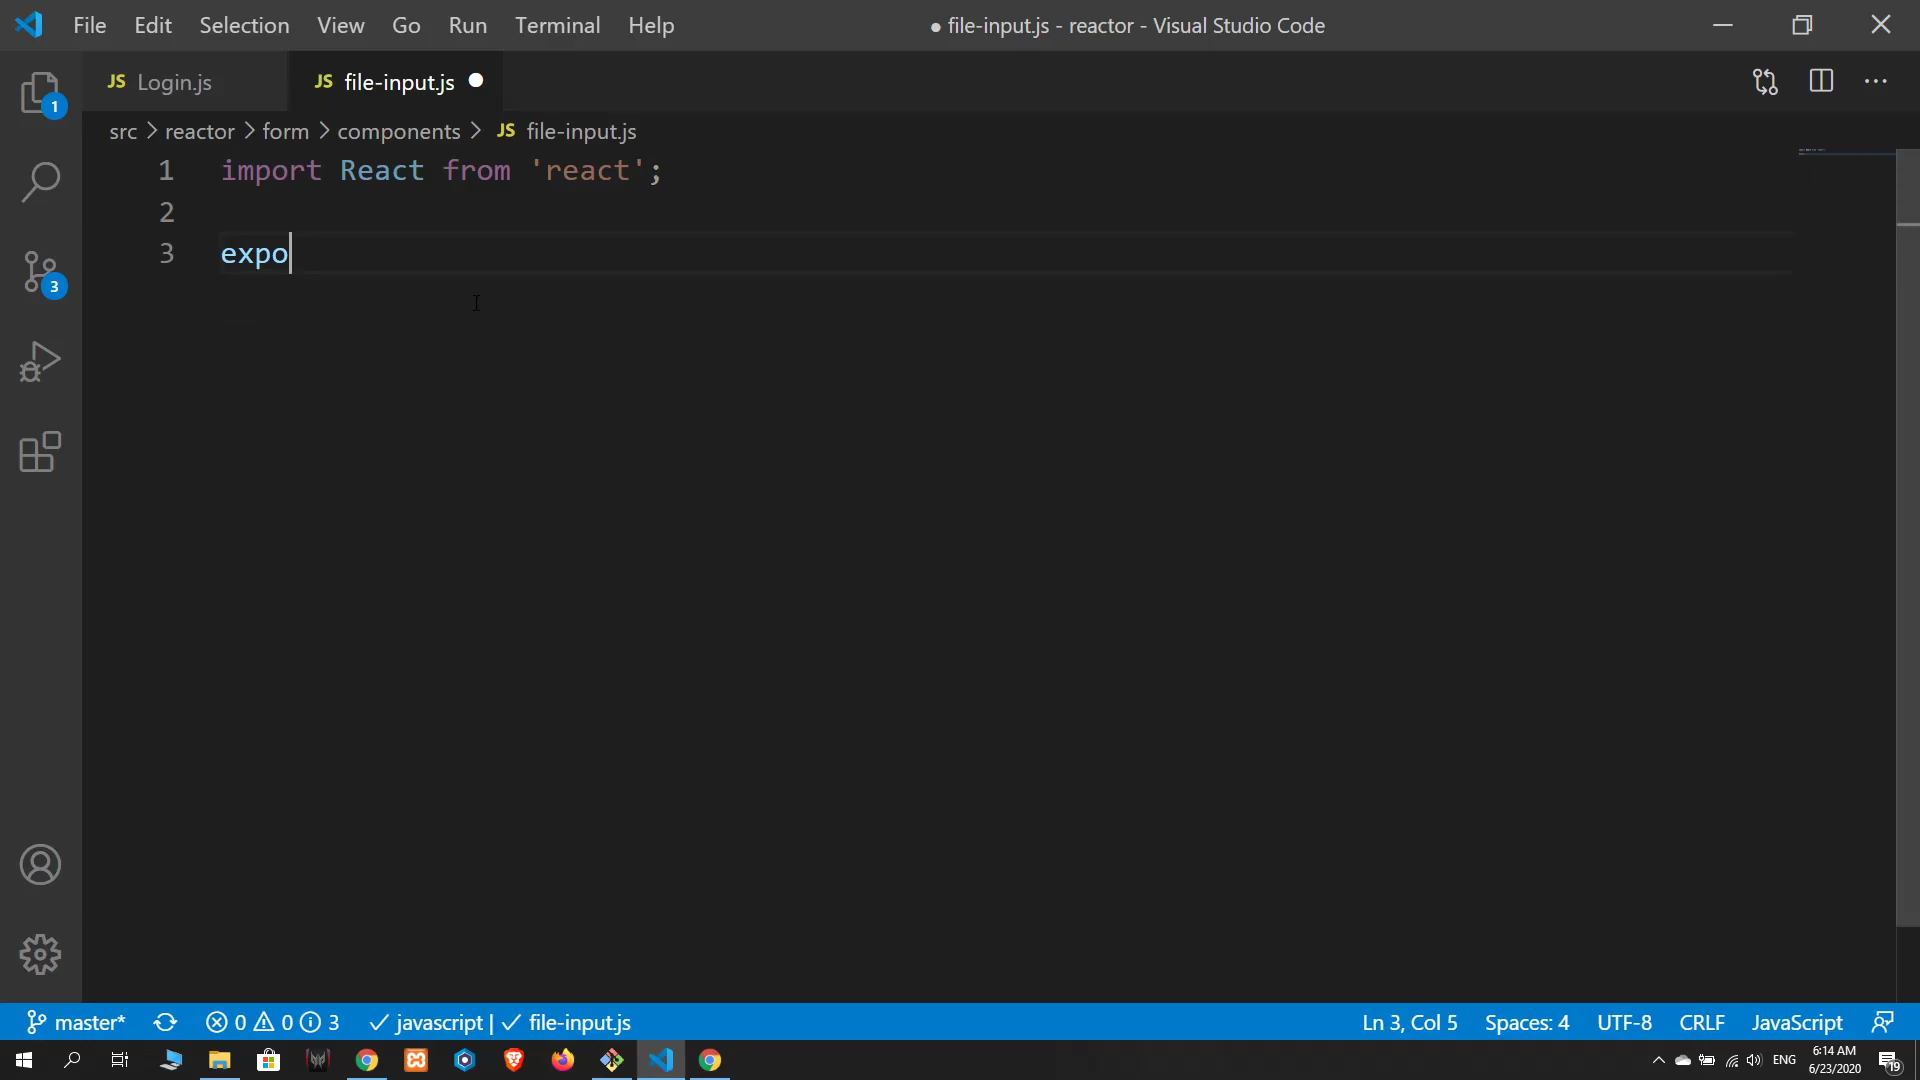 File Edit Selection View Go Run Terminal Help
● file-input.js - reactor - Visual Studio Code
JS Login.js
JS file-input.js ●
src > reactor > form > components > JS file-input.js
1 import React from 'react';
2
3 expo
1
3
master* 0 0 3 javascript | file-input.js
Ln 3, Col 5 Spaces: 4 UTF-8 CRLF JavaScript
ENG
6:14 AM
6/23/2020
19